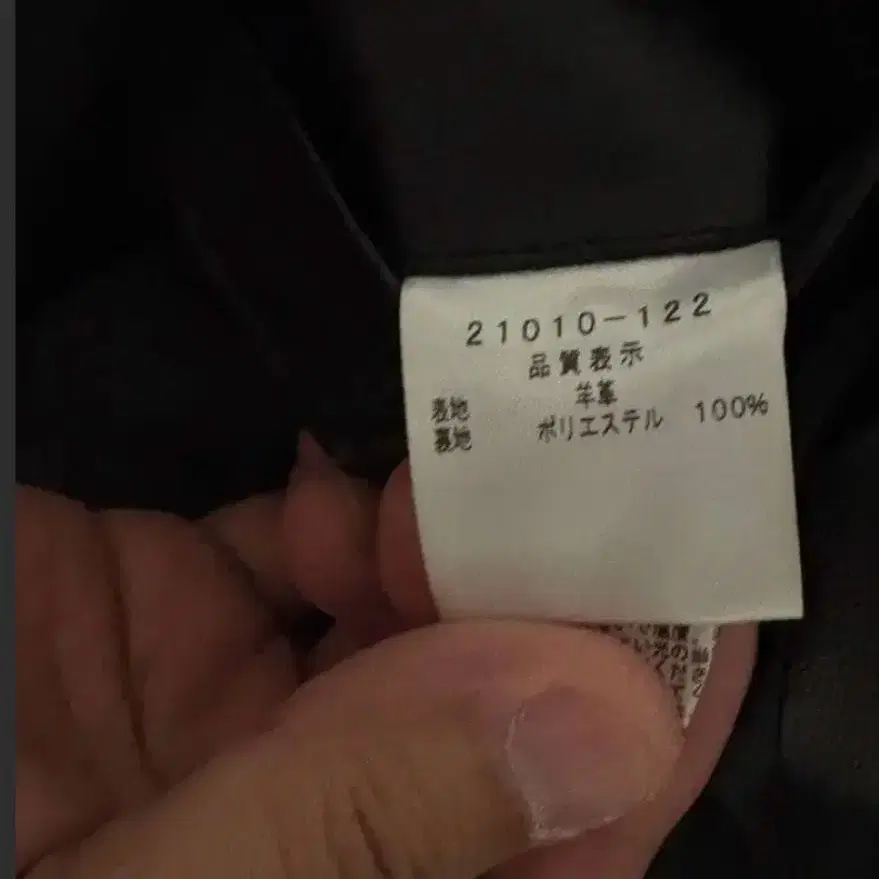 21010-122
品質表示
表地 羊革
裏地 ポリエステル 100%